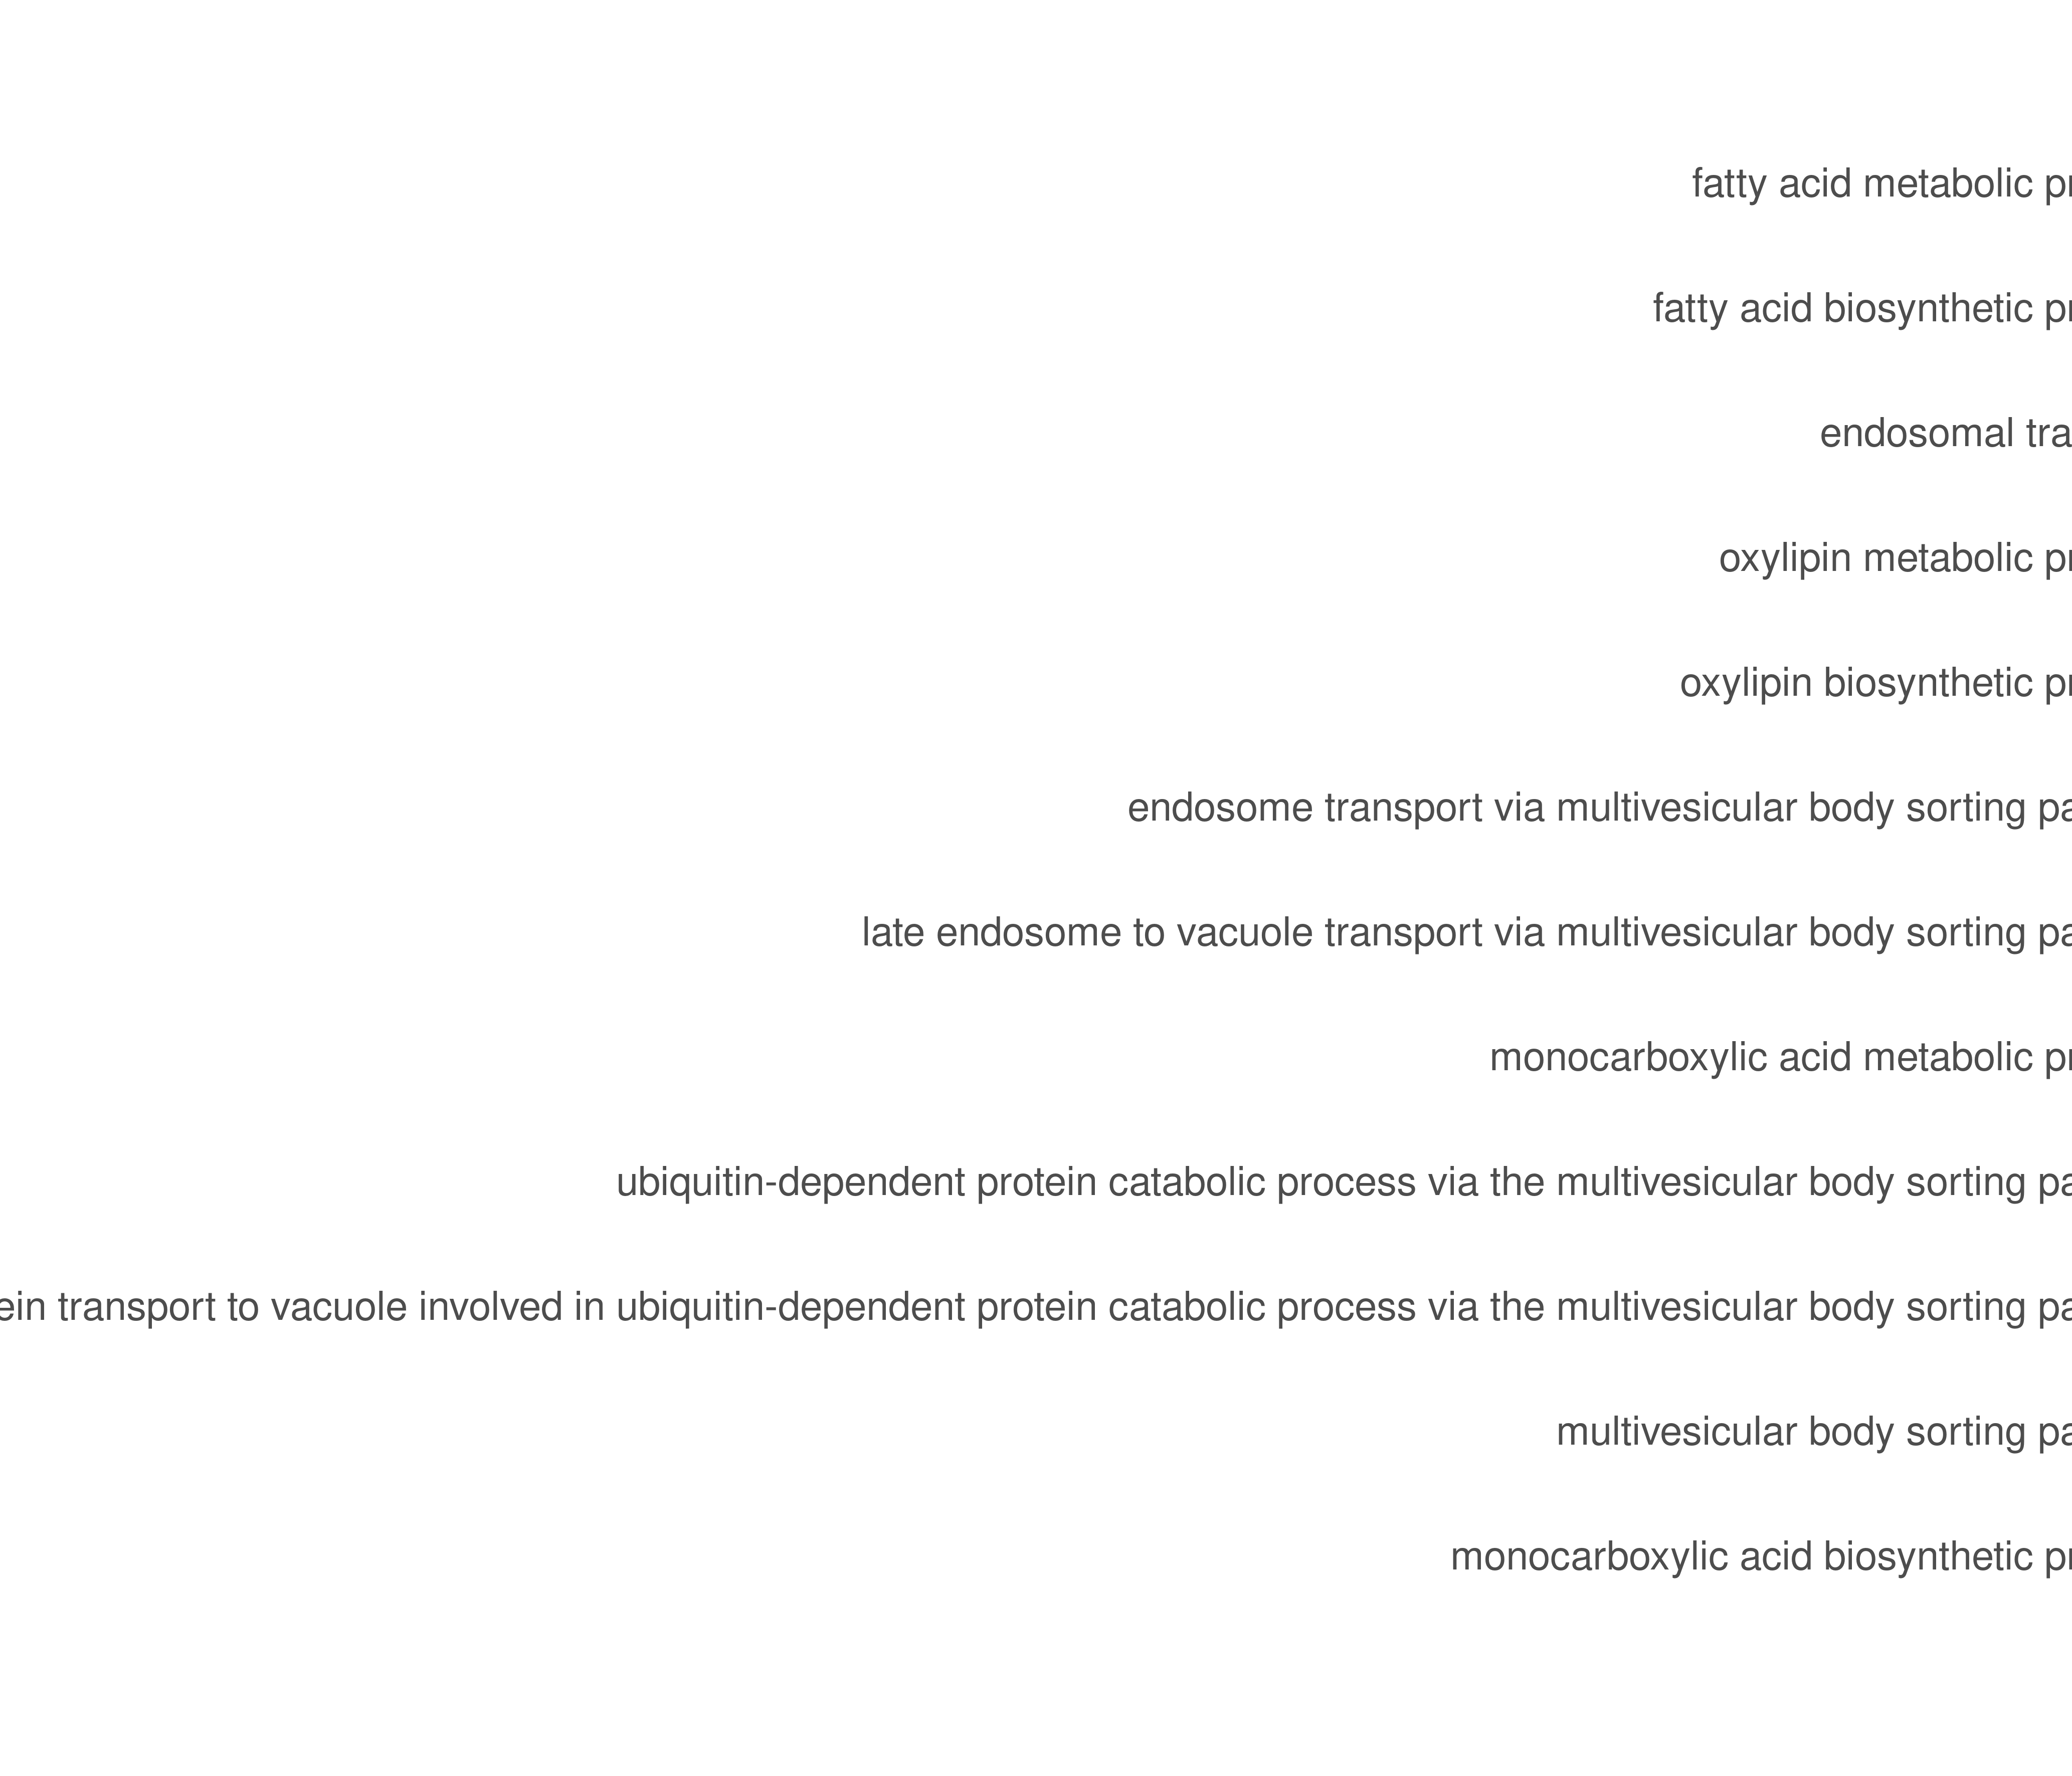 fatty acid metabolic pr
fatty acid biosynthetic pr
endosomal tra
oxylipin metabolic pr
oxylipin biosynthetic pr
endosome transport via multivesicular body sorting pa
late endosome to vacuole transport via multivesicular body sorting pa
monocarboxylic acid metabolic pr
ubiquitin-dependent protein catabolic process via the multivesicular body sorting pa
ein transport to vacuole involved in ubiquitin-dependent protein catabolic process via the multivesicular body sorting pa
multivesicular body sorting pa
monocarboxylic acid biosynthetic pr